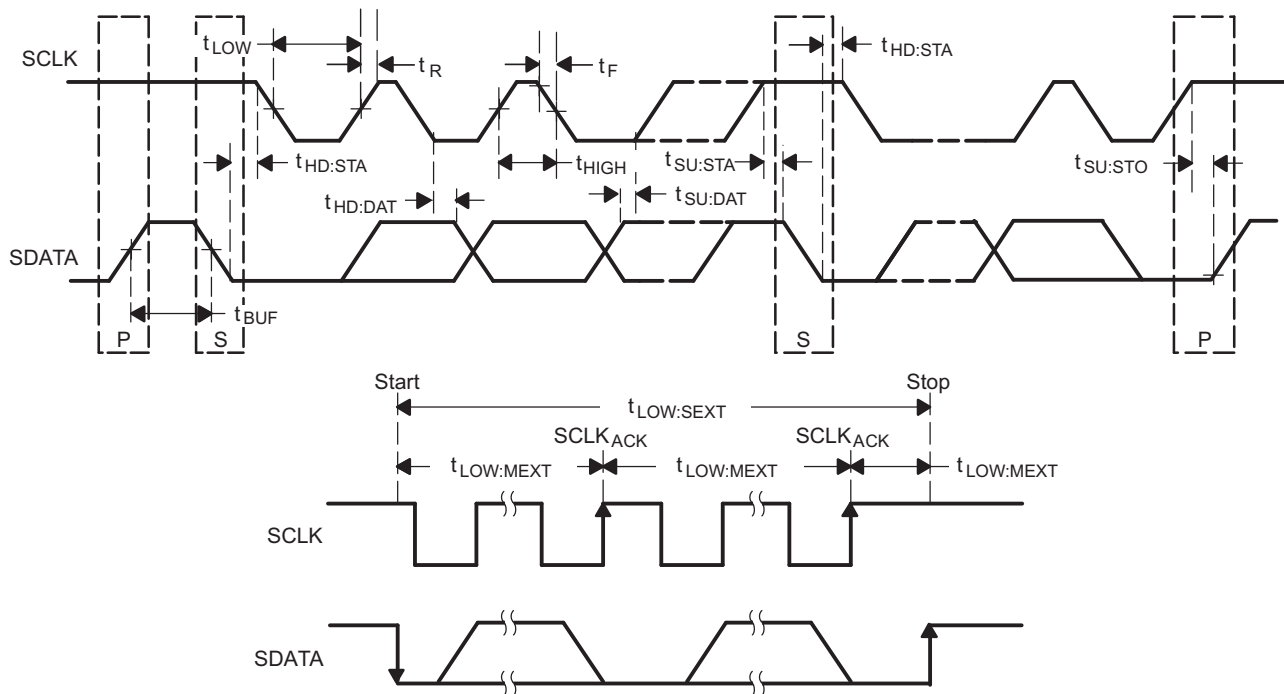 SCLK
tLOW
tR
tF
tHD:STA
tHD:STA
tHIGH
tSU:STA
tSU:STO
tHD:DAT
tSU:DAT
SDATA
tBUF
P
S
S
P
Start
Stop
tLOW:SEXT
SCLKACK
SCLKACK
tLOW:MEXT
tLOW:MEXT
tLOW:MEXT
SCLK
SDATA